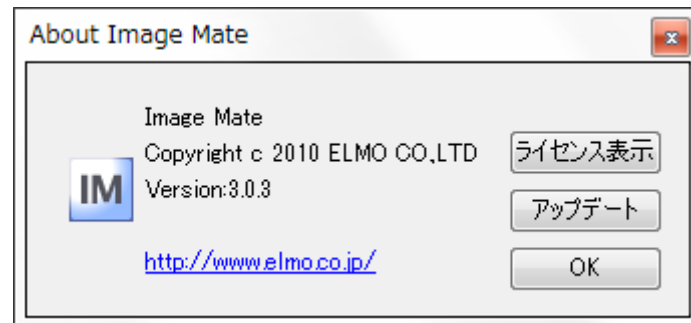 About Image Mate
Image Mate
Copyright c 2010 ELMO CO.,LTD
Version:3.0.3
IM
http://www.elmo.co.jp/
ライセンス表示
アップデート
OK